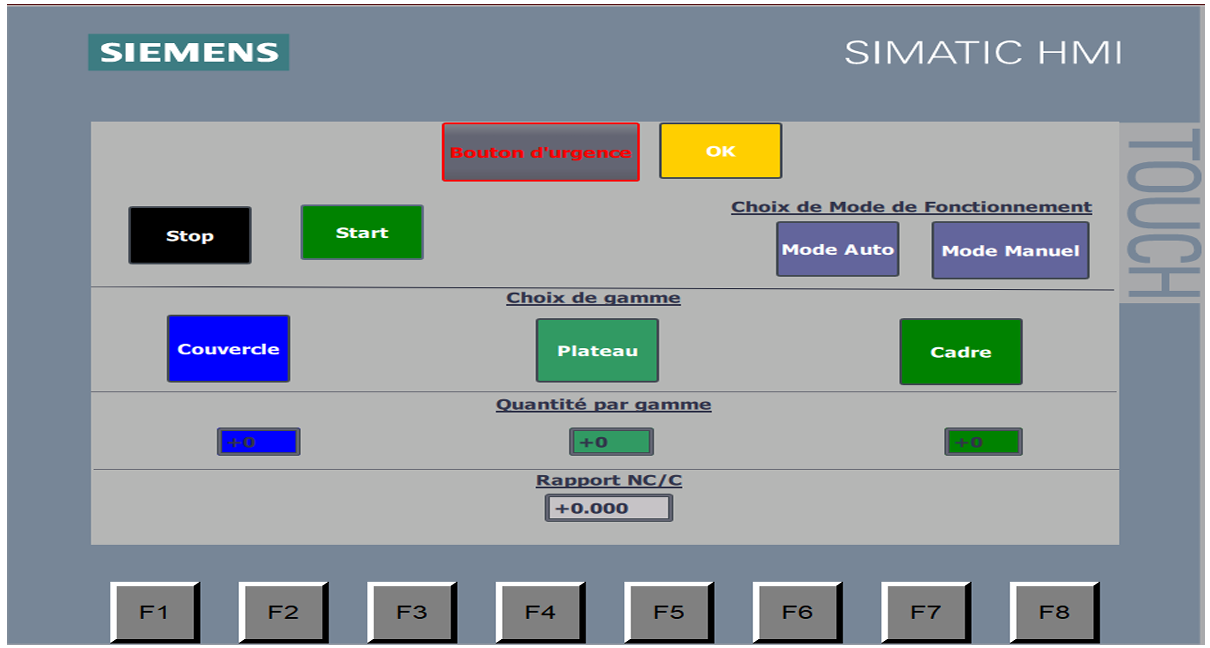 SIEMENS
SIMATIC HMI
TOUCH
Bouton d'urgence
OK
Stop
Start
Choix de Mode de Fonctionnement
Mode Auto
Mode Manuel
Choix de gamme
Couvercle
Plateau
Cadre
Quantité par gamme
+0
+0
+0
Rapport NC/C
+0.000
F1
F2
F3
F4
F5
F6
F7
F8